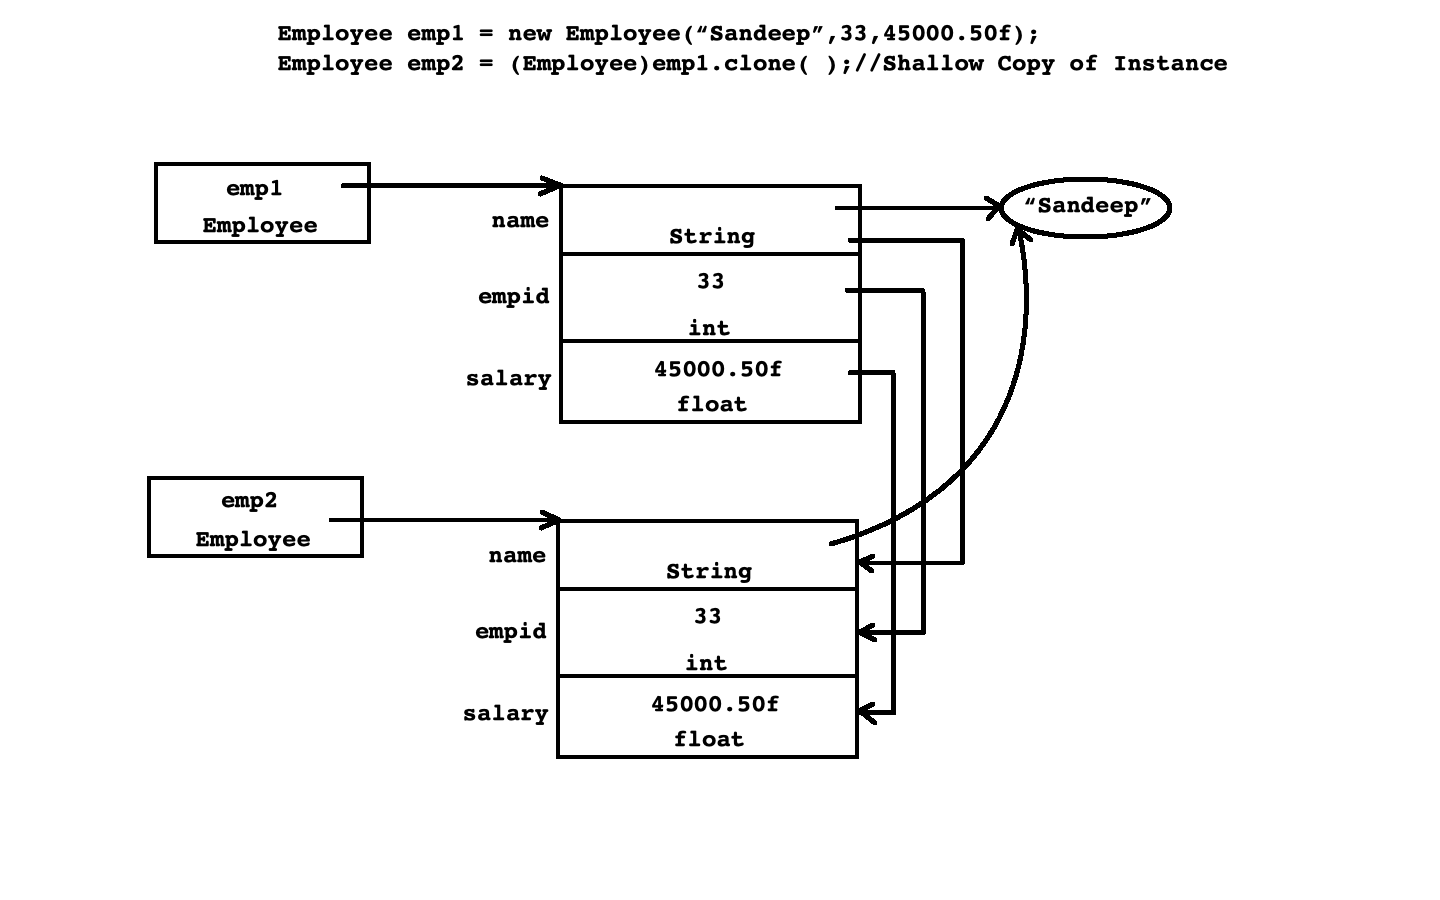 Employee emp1 = new Employee(“Sandeep”,33,45000.50f);
Employee emp2 = (Employee)emp1.clone( );//Shallow Copy of Instance
emp1
Employee
name
String
“Sandeep”
empid
33
int
salary
45000.50f
float
emp2
Employee
name
String
empid
33
int
salary
45000.50f
float